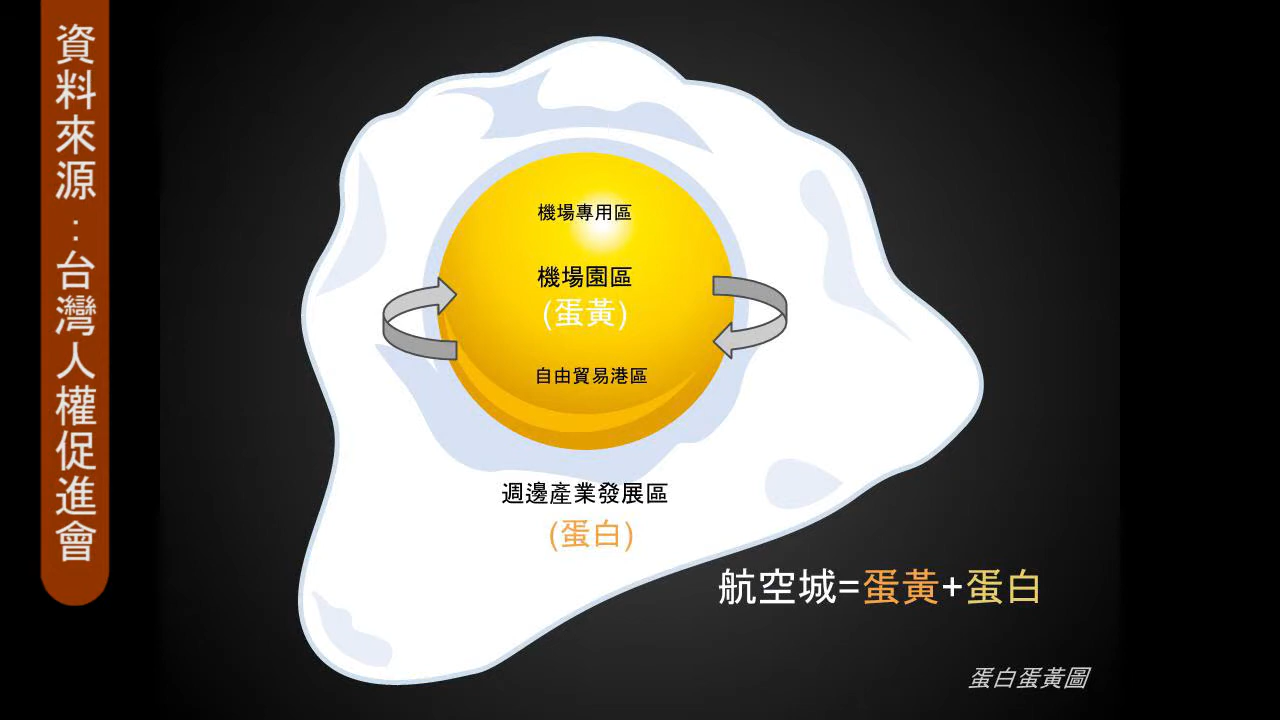 資料來源：台灣人權促進會
機場專用區
機場園區
(蛋黃)
自由貿易港區
週邊產業發展區
(蛋白)
航空城=蛋黃+蛋白
蛋白蛋黃圖